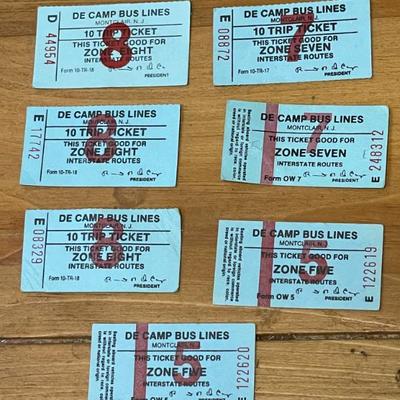 D 44954
DE CAMP BUS LINES
MONTCLAIR, N.J.
10 TRIP TICKET
THIS TICKET GOOD FOR
ZONE EIGHT
INTERSTATE ROUTES
Form 10-TR-18
PRESIDENT
8
E 08872
DE CAMP BUS LINES
MONTCLAIR, N.J.
10 TRIP TICKET
THIS TICKET GOOD FOR
ZONE SEVEN
INTERSTATE ROUTES
Form 10-TR-17
PRESIDENT
7
E 17742
DE CAMP BUS LINES
MONTCLAIR, N.J.
10 TRIP TICKET
THIS TICKET GOOD FOR
ZONE EIGHT
INTERSTATE ROUTES
Form 10-TR-18
PRESIDENT
8
DE CAMP BUS LINES
MONTCLAIR, N.J.
THIS TICKET GOOD FOR
ZONE SEVEN
INTERSTATE ROUTES
Form OW 7
PRESIDENT
7
E 248312
E 08329
DE CAMP BUS LINES
MONTCLAIR, N.J.
10 TRIP TICKET
THIS TICKET GOOD FOR
ZONE EIGHT
INTERSTATE ROUTES
Form 10-TR-18
PRESIDENT
8
DE CAMP BUS LINES
MONTCLAIR, N.J.
THIS TICKET GOOD FOR
ZONE FIVE
INTERSTATE ROUTES
Form OW 5
PRESIDENT
5
E 122619
DE CAMP BUS LINES
MONTCLAIR, N.J.
THIS TICKET GOOD FOR
ZONE FIVE
INTERSTATE ROUTES
5
E 122620